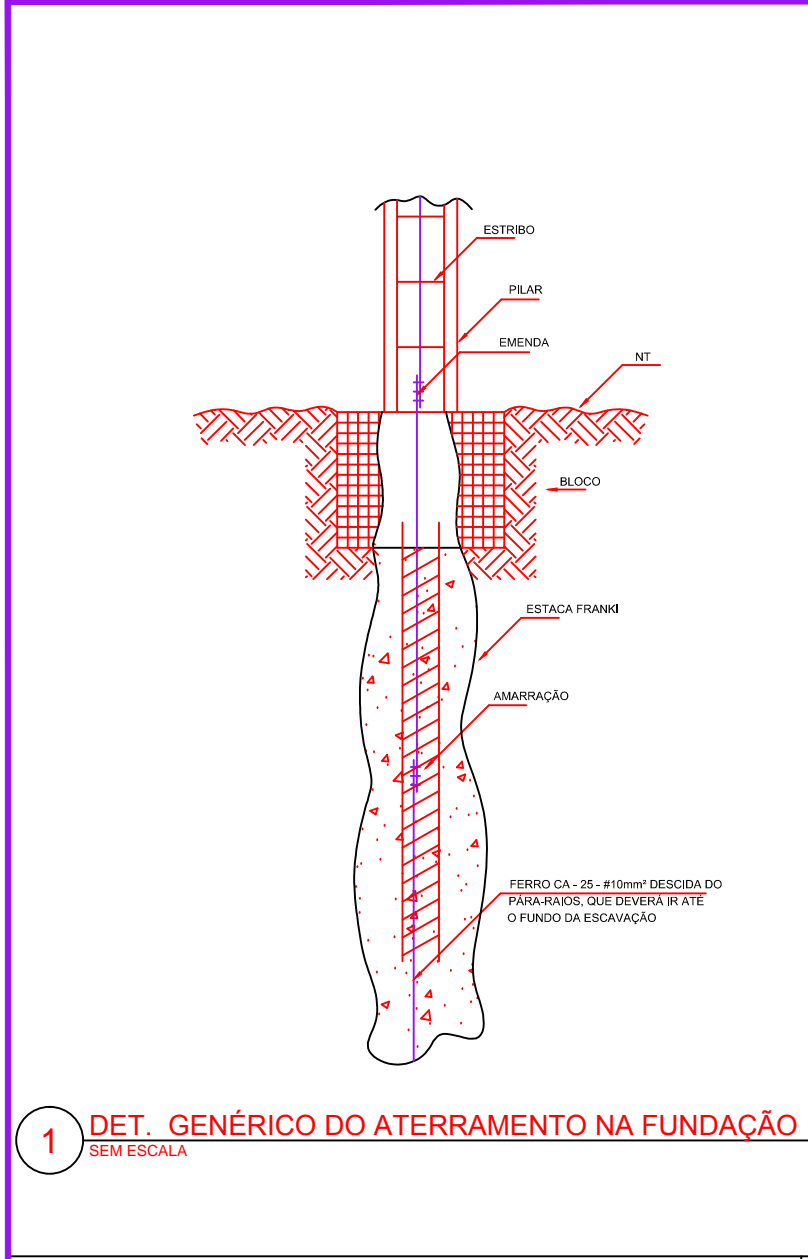 ESTRIBO
PILAR
EMENDA
NT
BLOCO
ESTACA FRANKI
AMARRAÇÃO
FERRO CA - 25 - #10mm² DESCIDA DO
PÁRA-RAIOS, QUE DEVERÁ IR ATÉ
O FUNDO DA ESCAVAÇÃO
1
DET. GENÉRICO DO ATERRAMENTO NA FUNDAÇÃO
SEM ESCALA